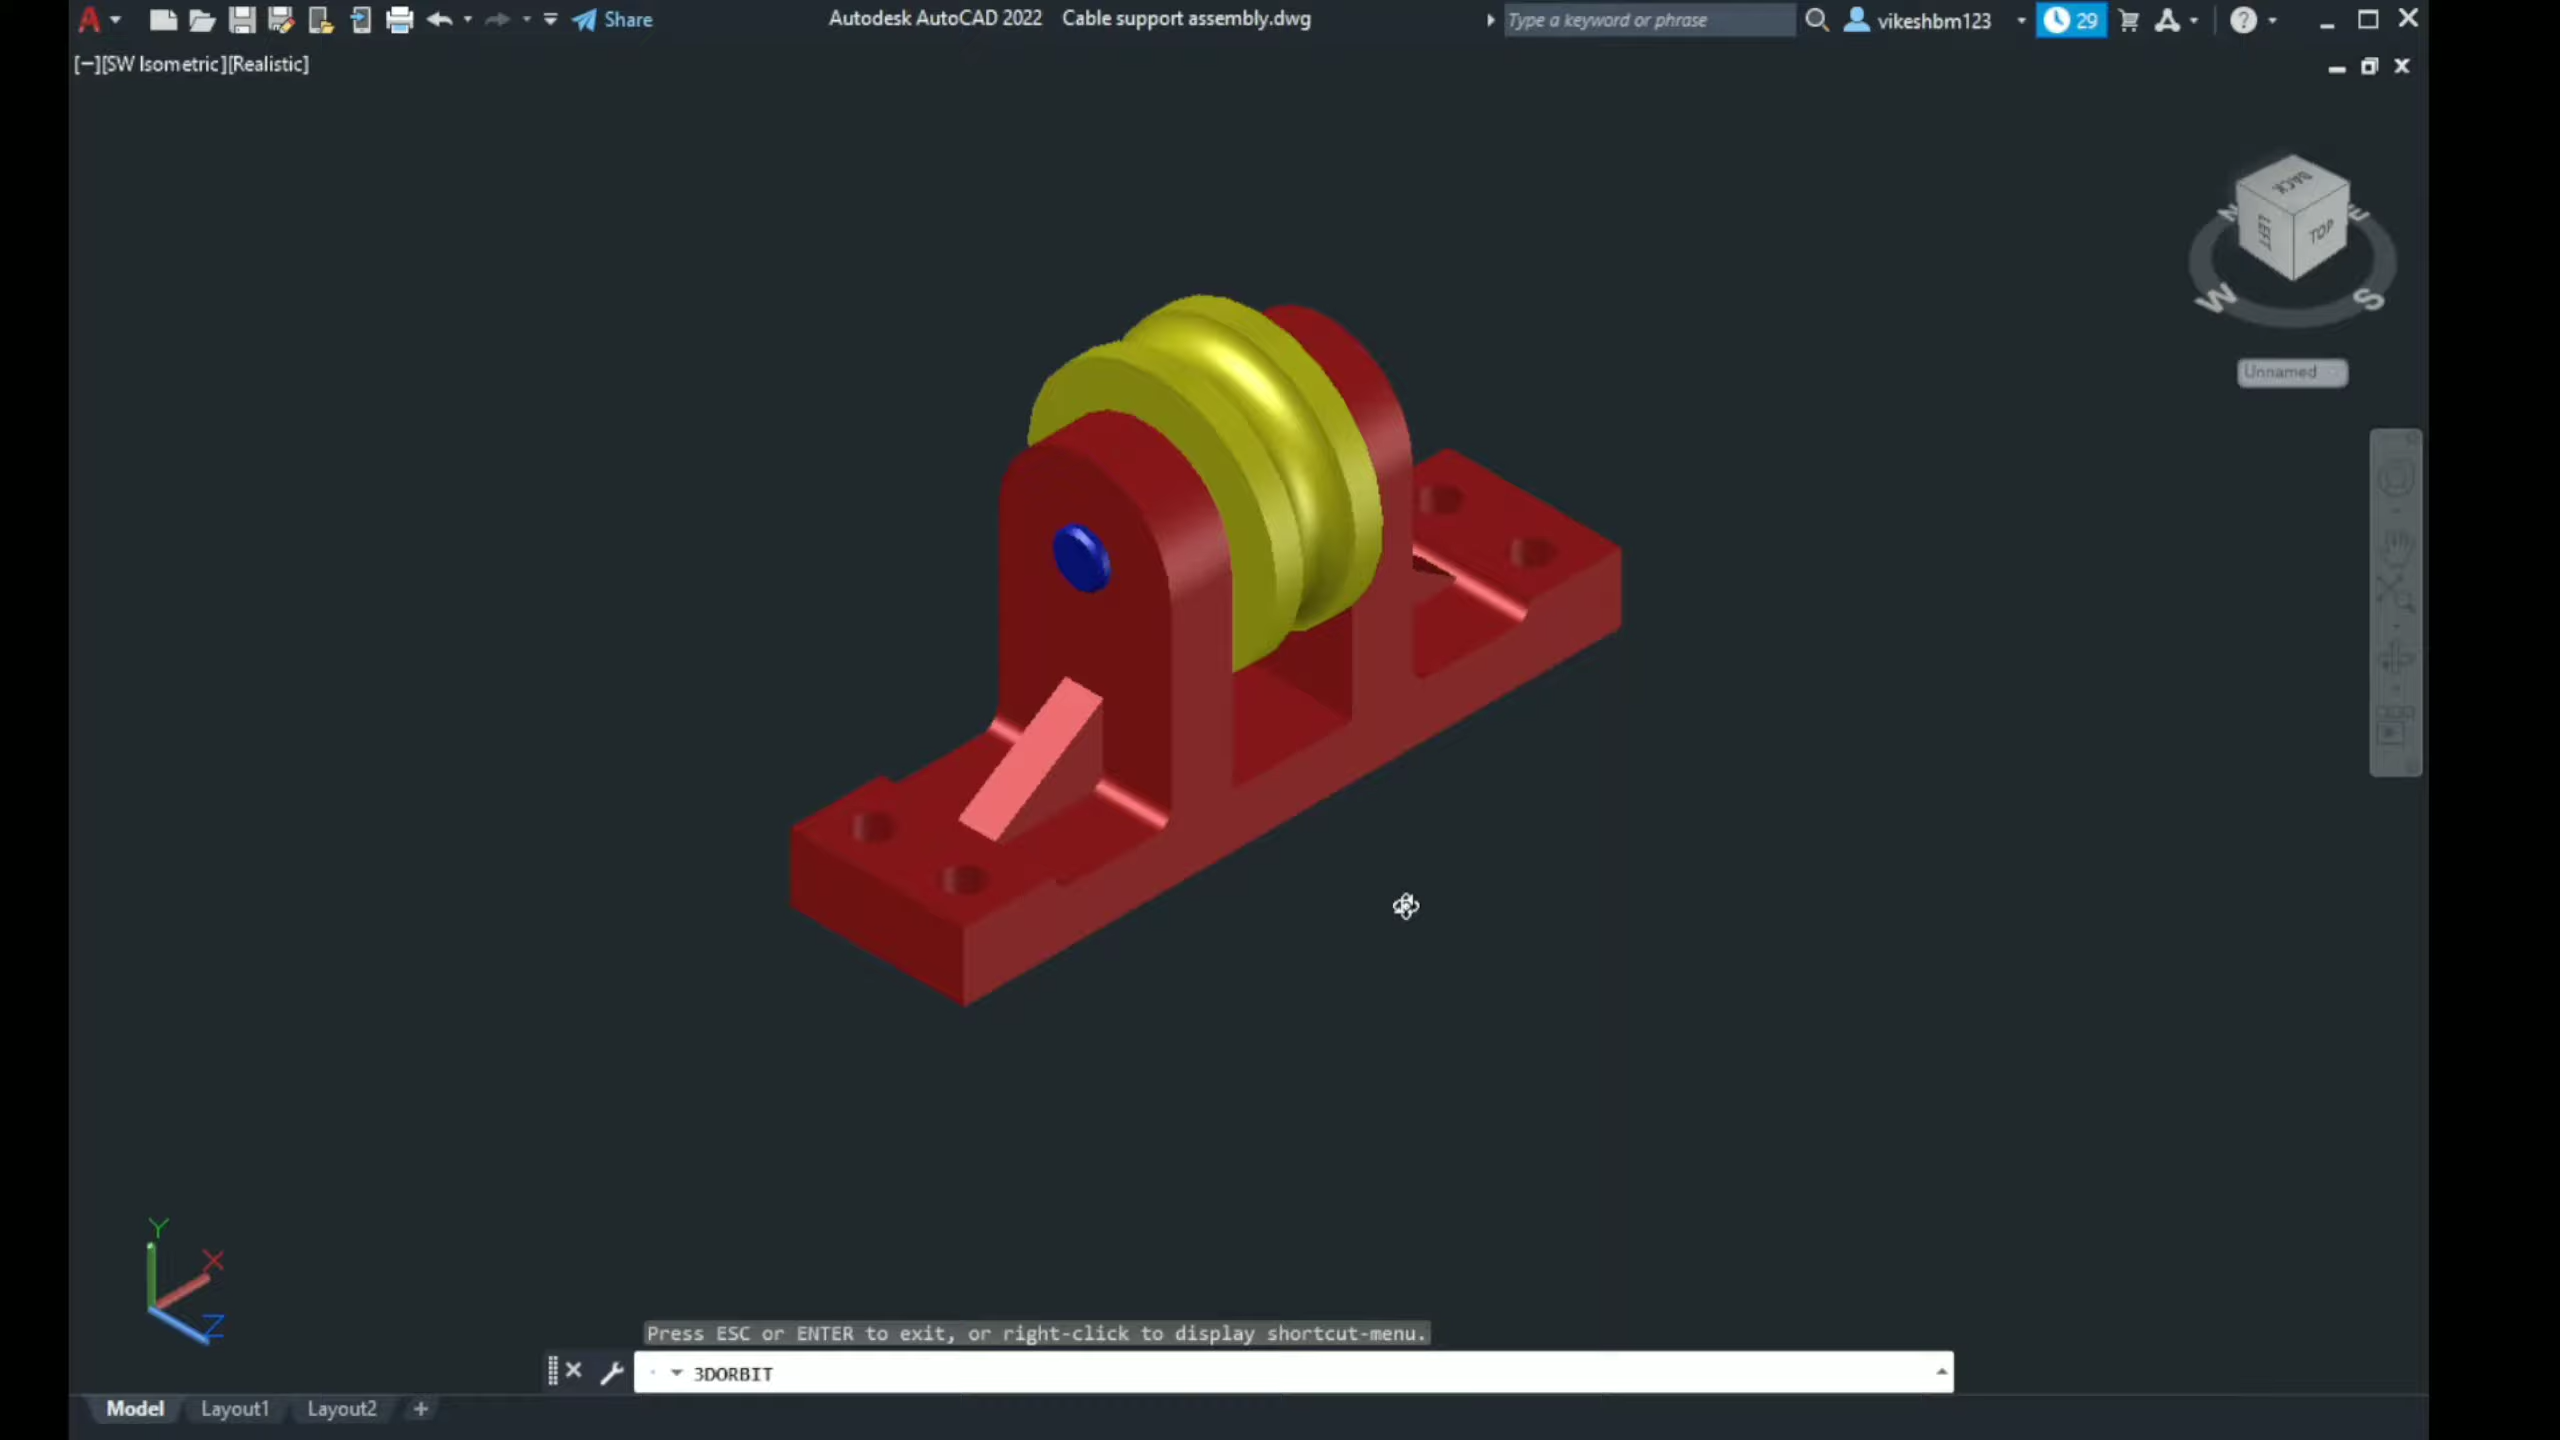 Share
Autodesk AutoCAD 2022 Cable support assembly.dwg
Type a keyword or phrase
vikeshbm123
29
[−][SW Isometric][Realistic]
BACK
LEFT
TOP
N
E
W
S
Unnamed
Y
X
Z
Press ESC or ENTER to exit, or right-click to display shortcut-menu.
3DORBIT
Model Layout1 Layout2 +